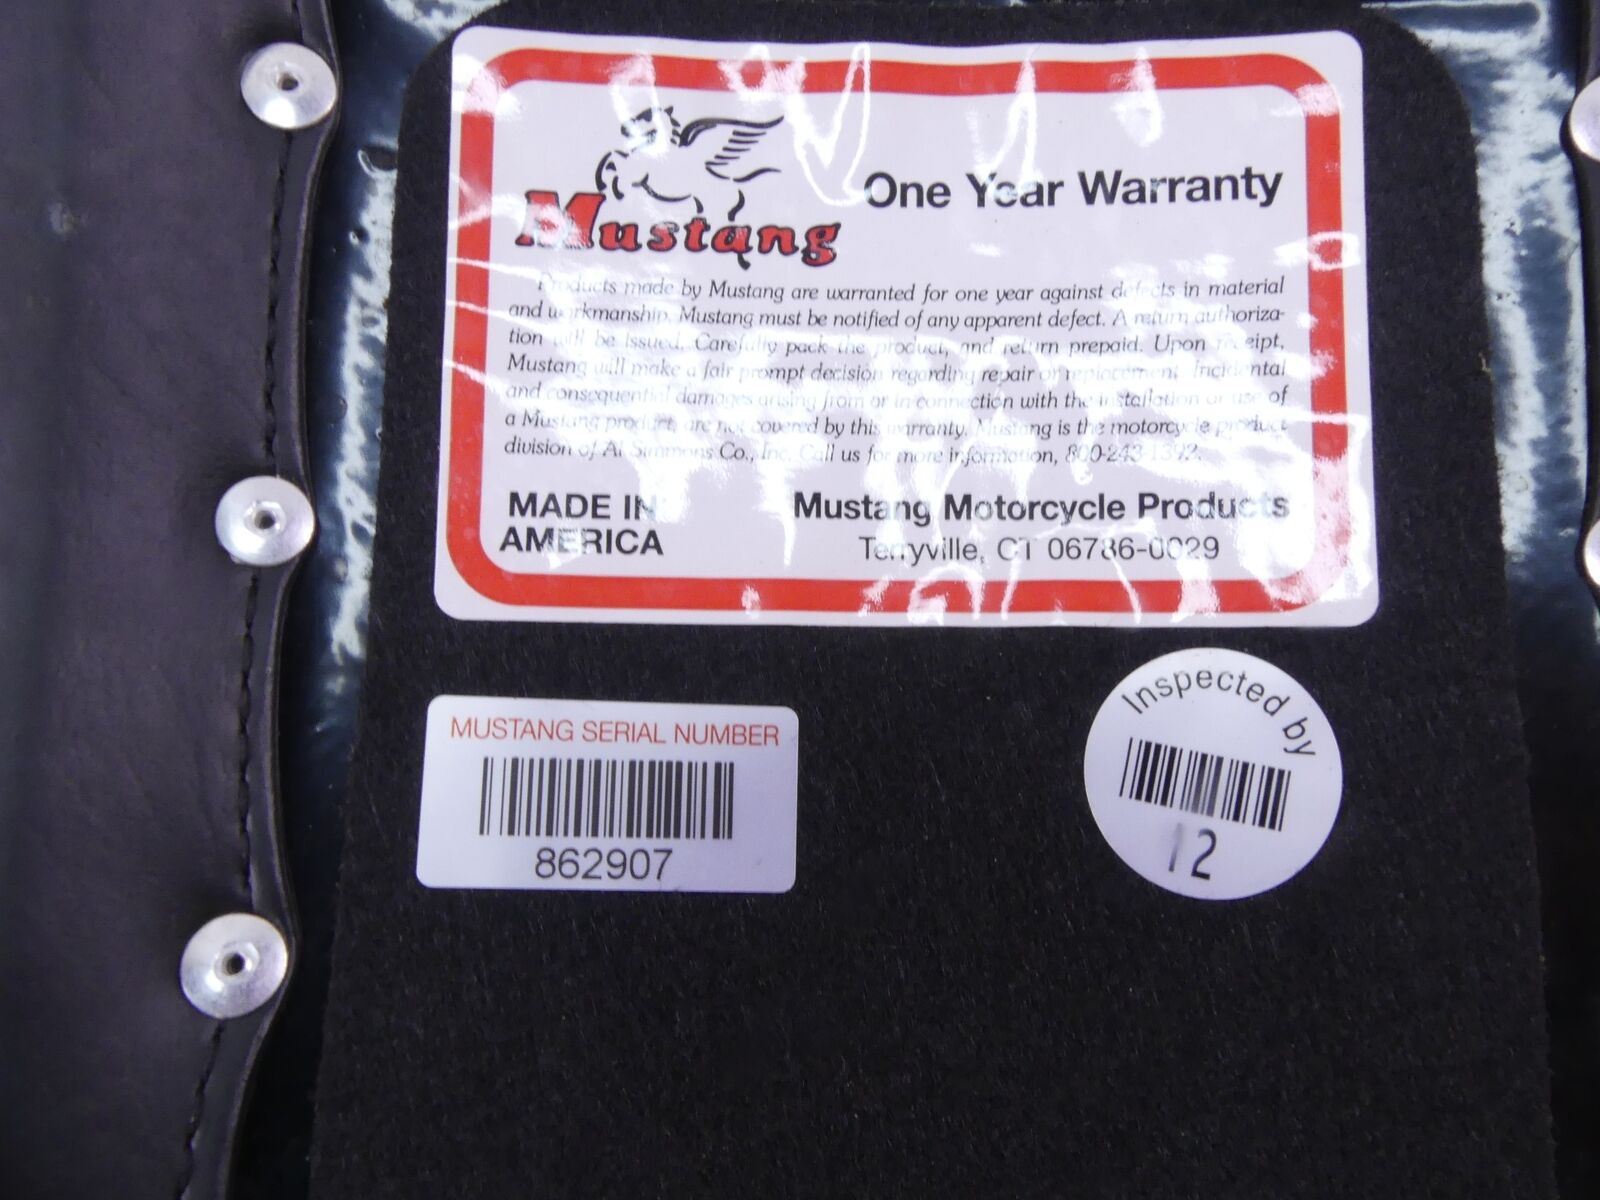 Mustang
One Year Warranty
Products made by Mustang are warranted for one year against defects in material
and workmanship. Mustang must be notified of any apparent defect. A return authoriza-
tion will be issued. Carefully pack the product, and return prepaid. Upon receipt,
Mustang will make a fair prompt decision regarding repair or replacement. Incidental
and consequential damages arising from or in connection with the installation or use of
a Mustang product, are not covered by this warranty. Mustang is the motorcycle product
division of Al Simmons Co., Inc. Call us for more information, 800-243-1392.
MADE IN
AMERICA
Mustang Motorcycle Products
Terryville, CT 06786-0029
MUSTANG SERIAL NUMBER
862907
Inspected by
12